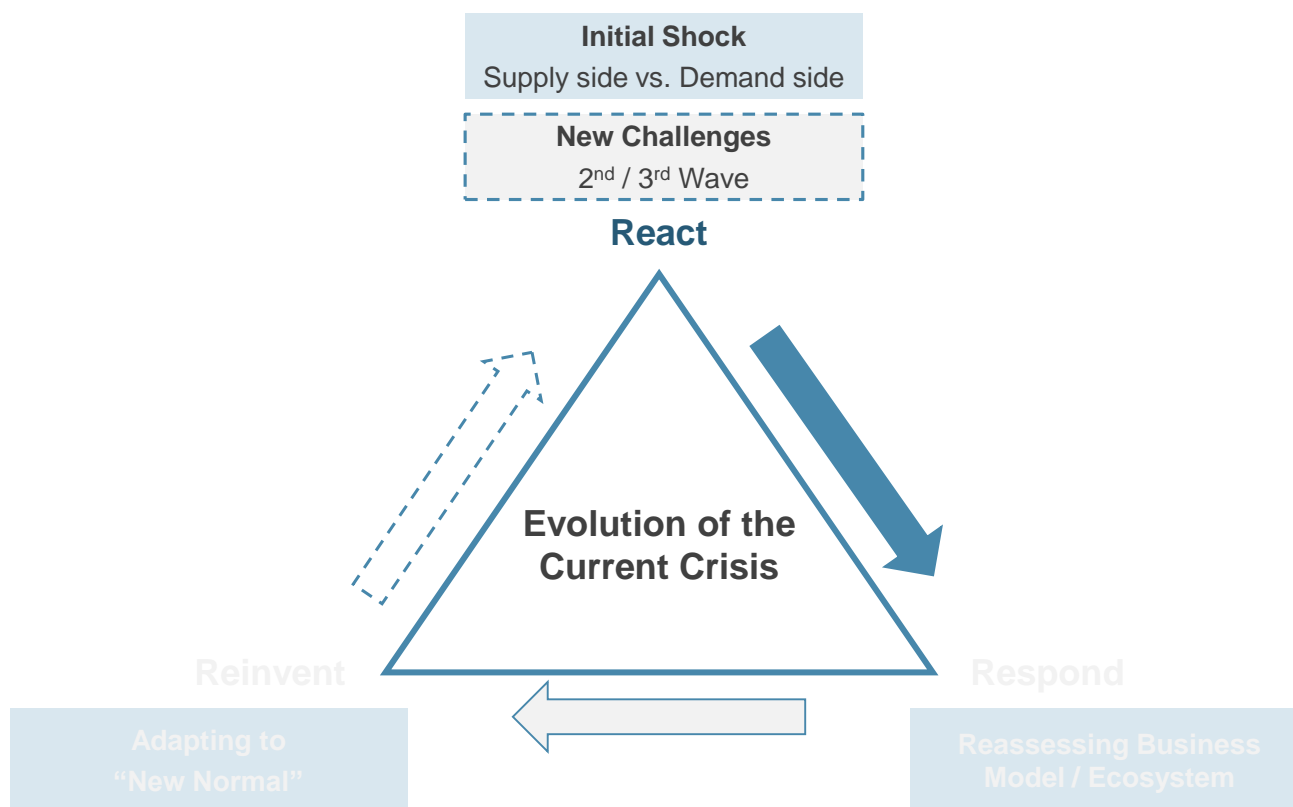 Initial Shock
Supply side vs. Demand side
New Challenges
2nd / 3rd Wave
React
Evolution of the
Current Crisis
Reinvent
Respond
Adapting to
“New Normal”
Reassessing Business
Model / Ecosystem